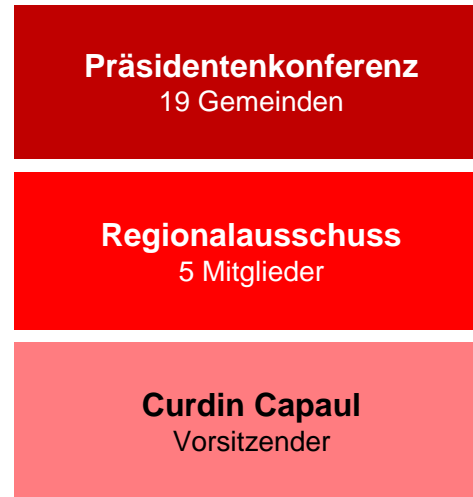 Präsidentenkonferenz
19 Gemeinden
Regionalausschuss
5 Mitglieder
Curdin Capaul
Vorsitzender